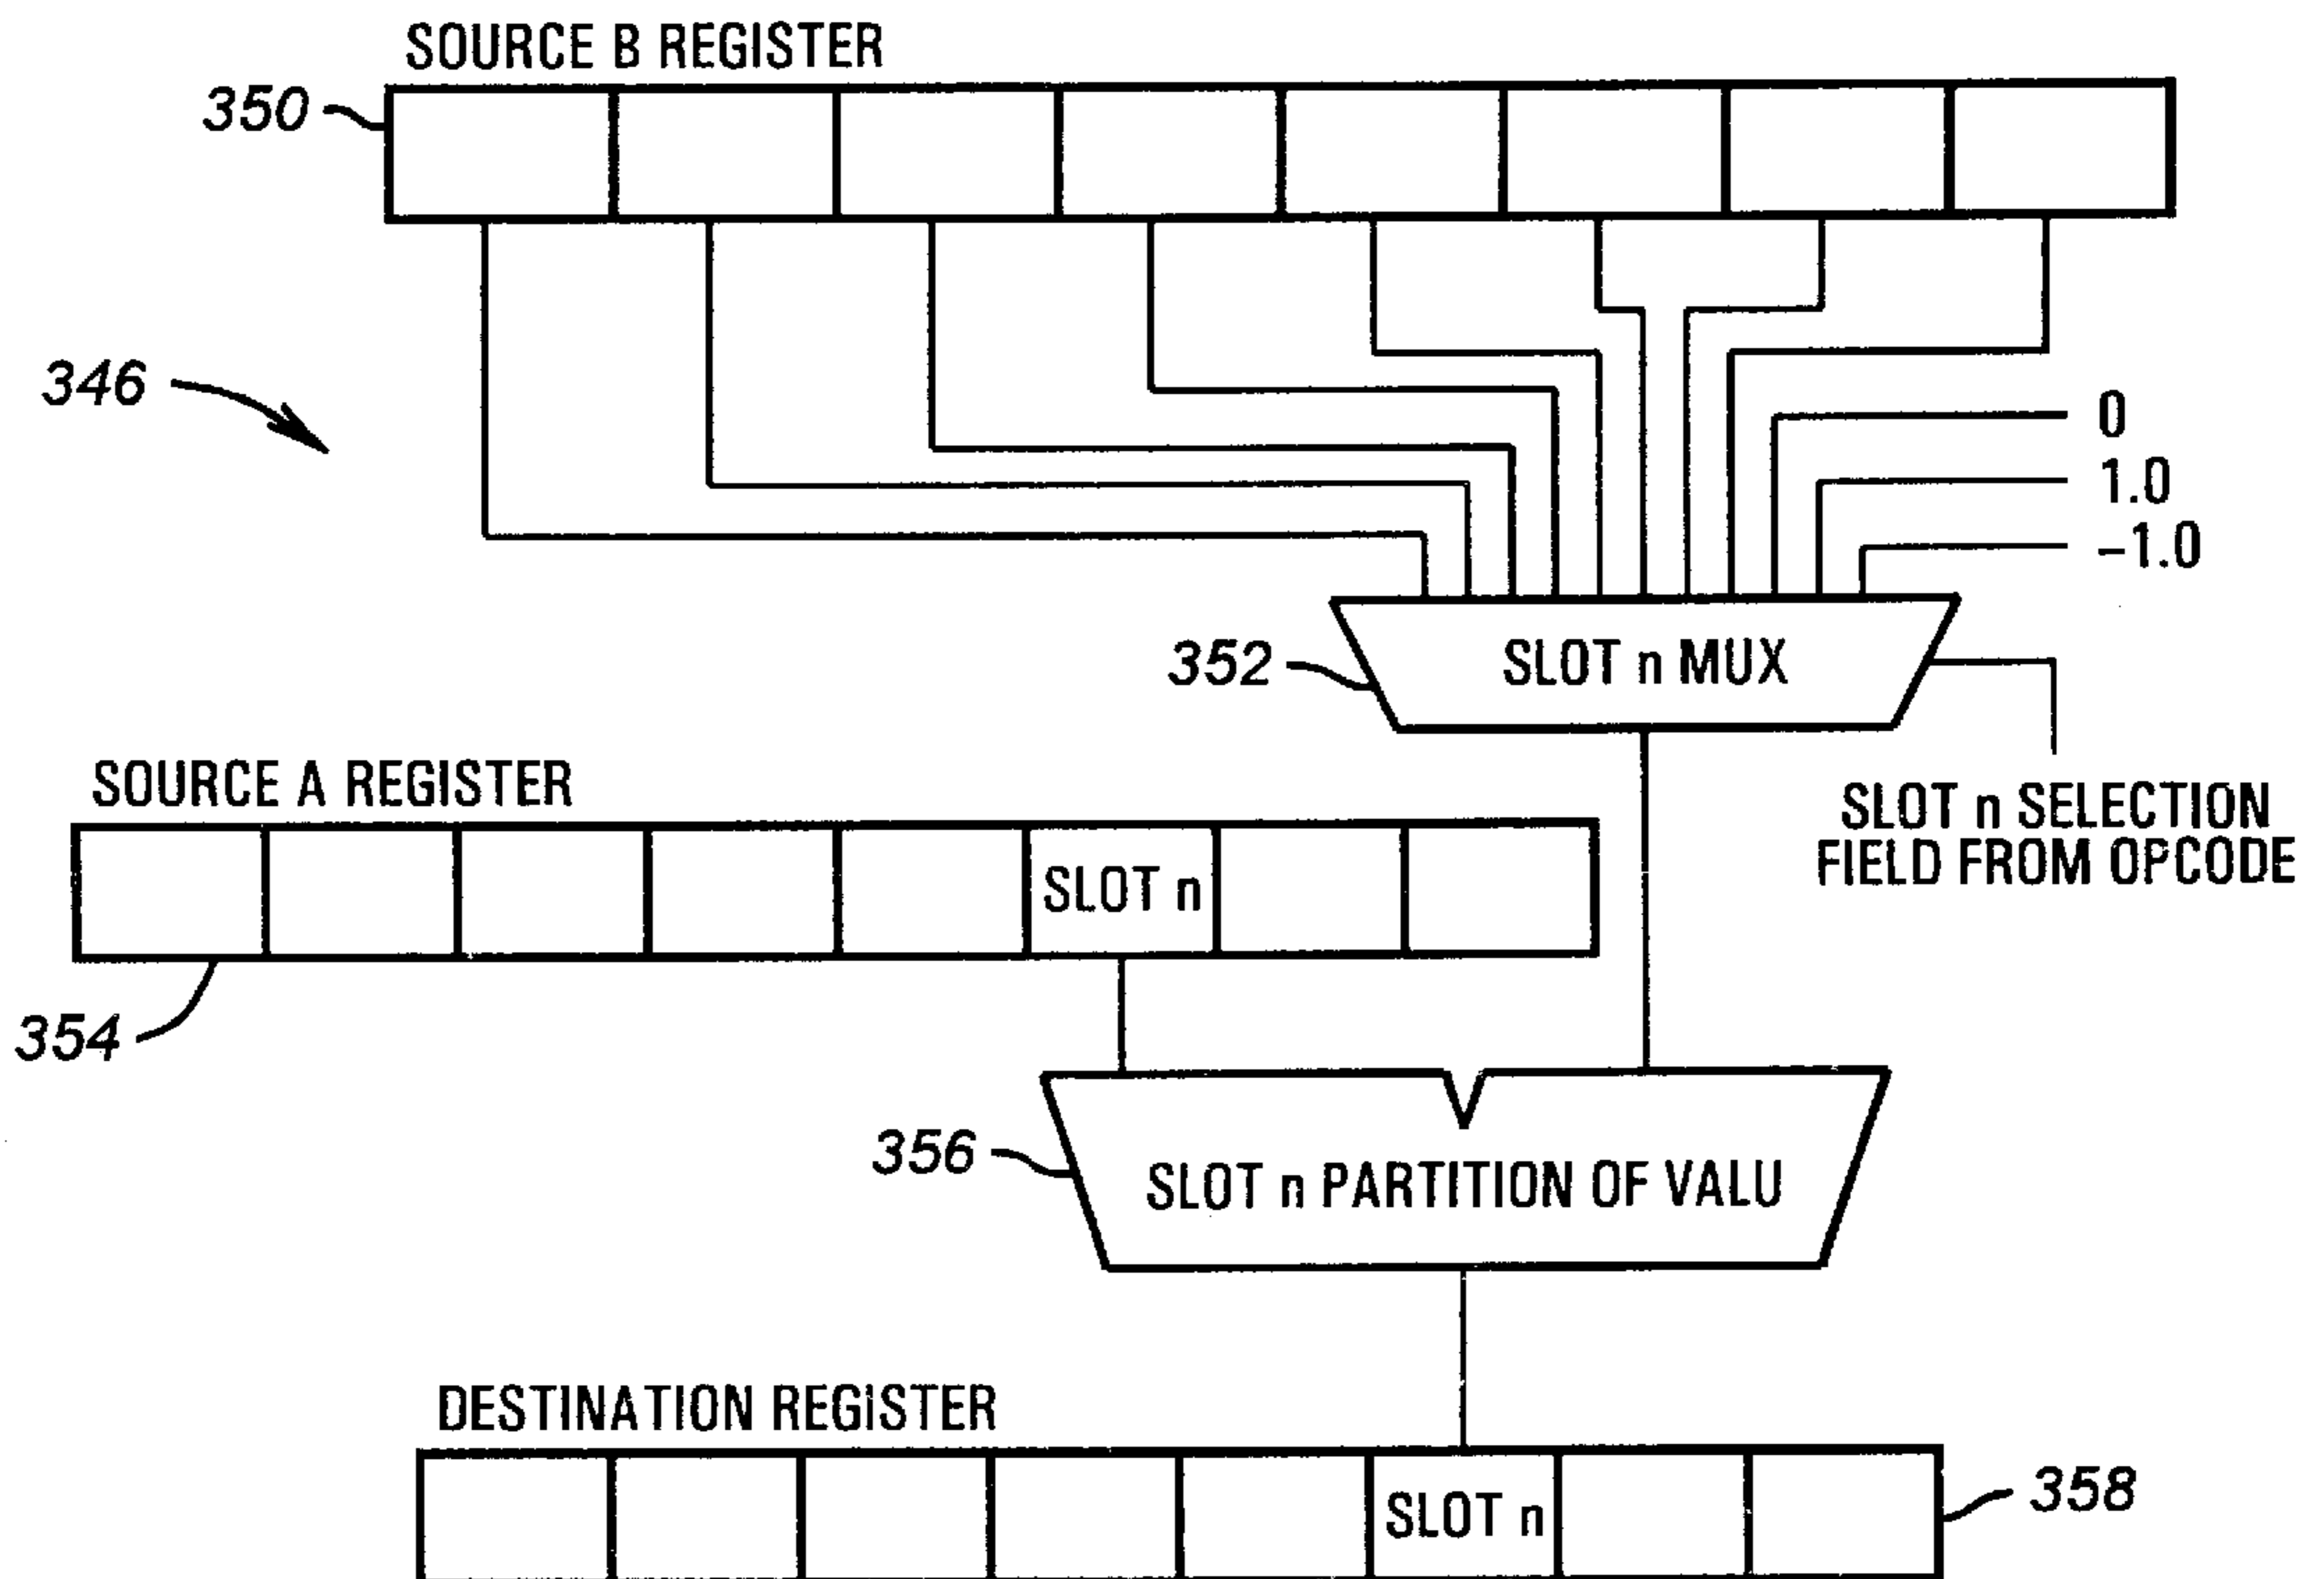 SOURCE B REGISTER
350
346
0
1.0
–1.0
352
SLOT n MUX
SOURCE A REGISTER
SLOT n SELECTION
FIELD FROM OPCODE
SLOT n
354
356
SLOT n PARTITION OF VALU
DESTINATION REGISTER
SLOT n
358